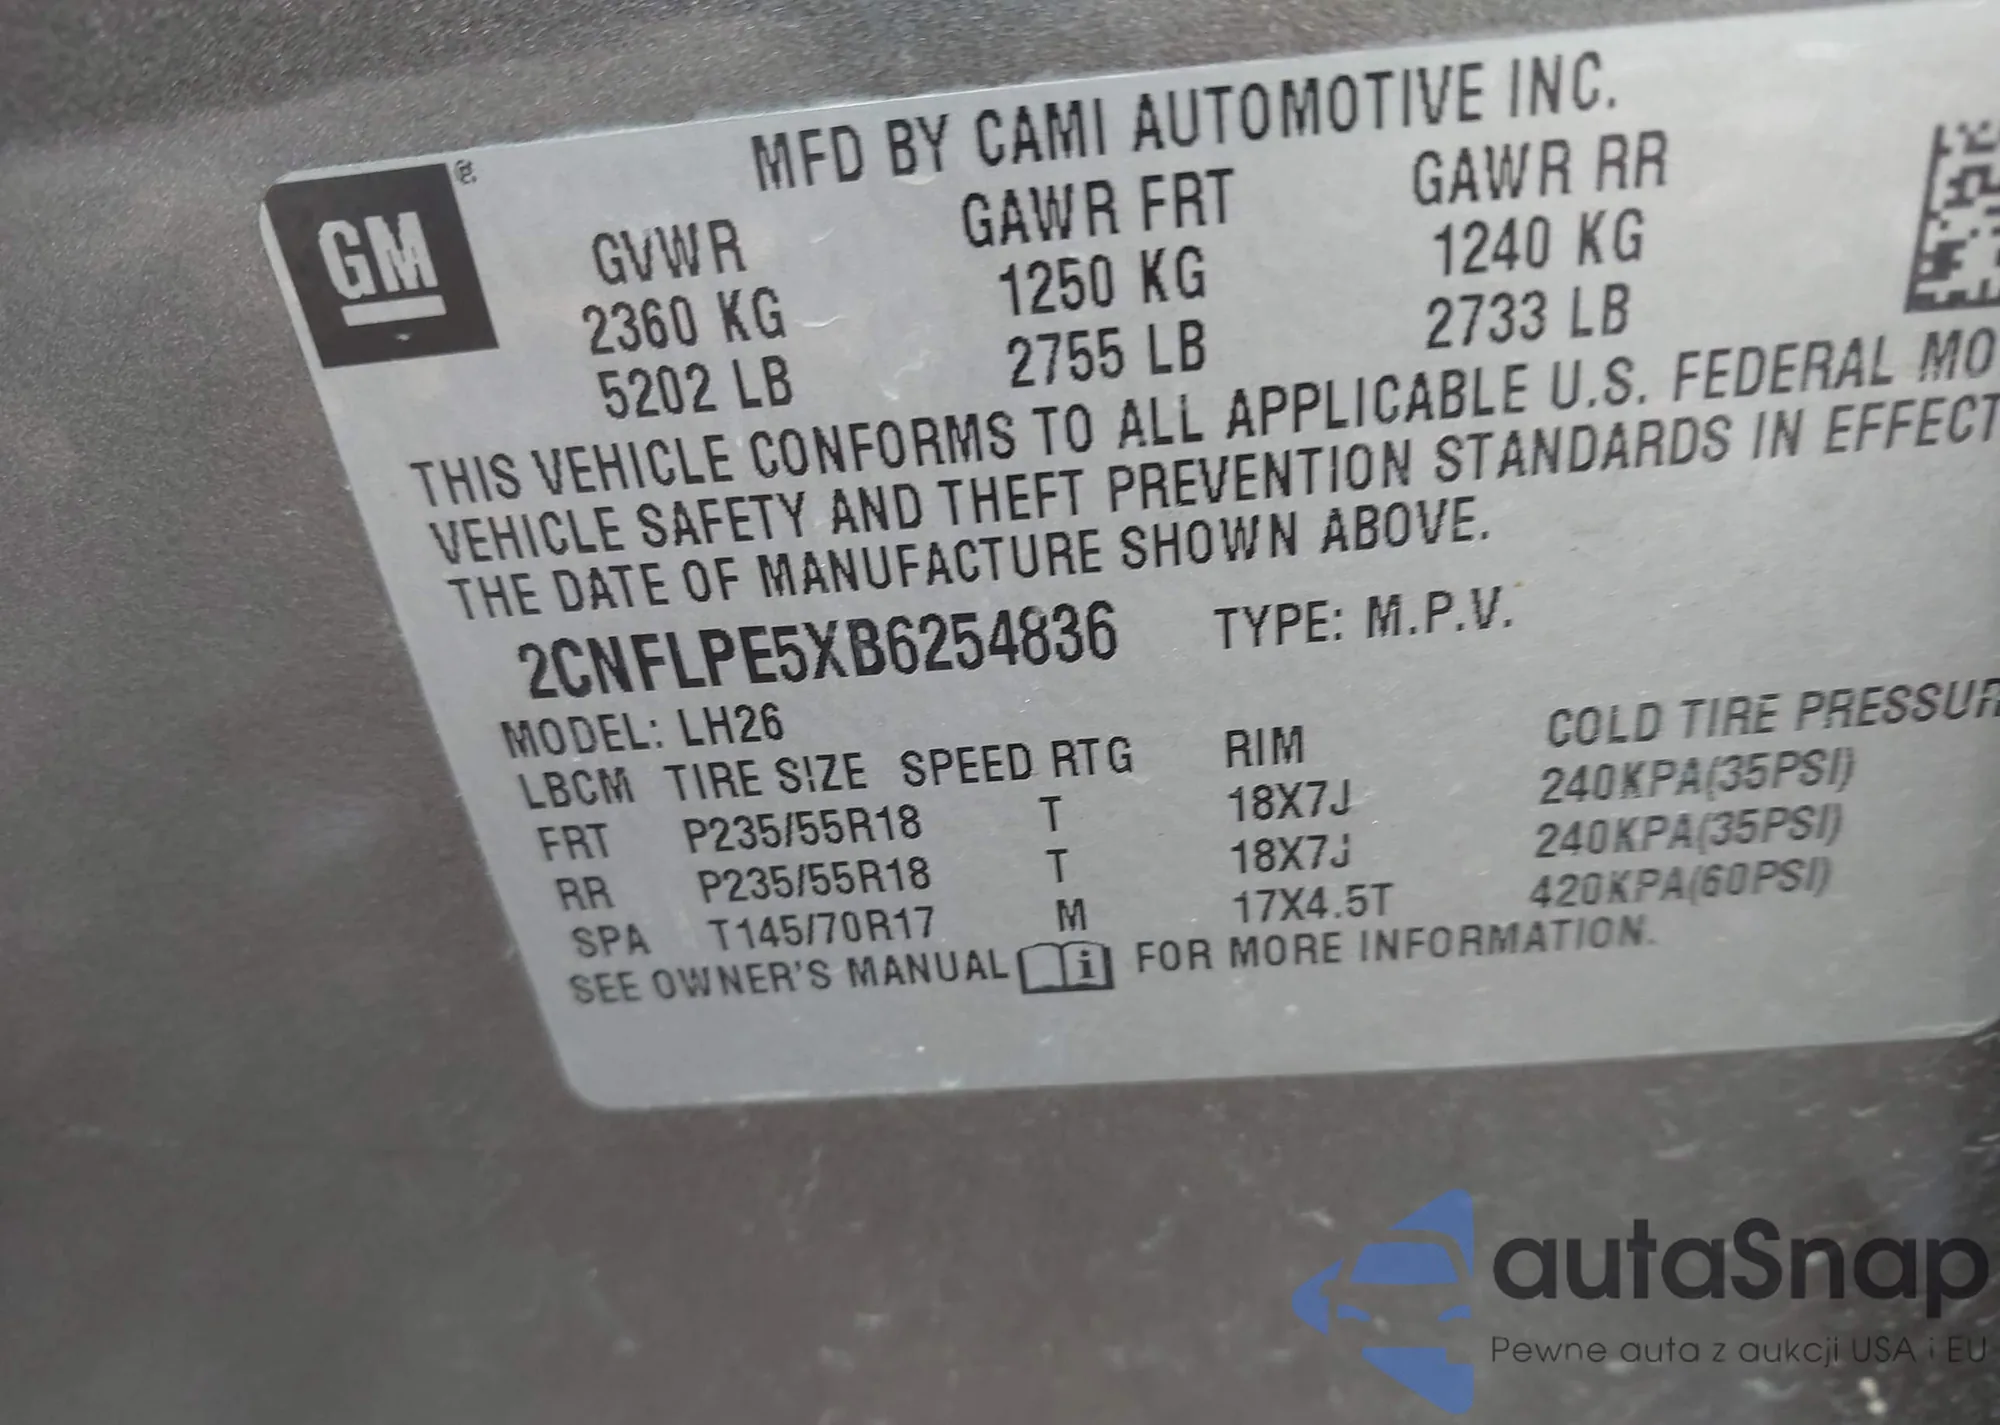 MFD BY CAMI AUTOMOTIVE INC.
GM ®
GVWR GAWR FRT GAWR RR
2360 KG 1250 KG 1240 KG
5202 LB 2755 LB 2733 LB
THIS VEHICLE CONFORMS TO ALL APPLICABLE U.S. FEDERAL MO
VEHICLE SAFETY AND THEFT PREVENTION STANDARDS IN EFFECT
THE DATE OF MANUFACTURE SHOWN ABOVE.
2CNFLPE5XB6254836 TYPE: M.P.V.
MODEL: LH26
LBCM TIRE SIZE SPEED RTG RIM COLD TIRE PRESSUR
FRT P235/55R18 T 18X7J 240KPA(35PSI)
RR P235/55R18 T 18X7J 240KPA(35PSI)
SPA T145/70R17 M 17X4.5T 420KPA(60PSI)
SEE OWNER'S MANUAL i FOR MORE INFORMATION.
autaSnap
Pewne auta z aukcji USA i EU